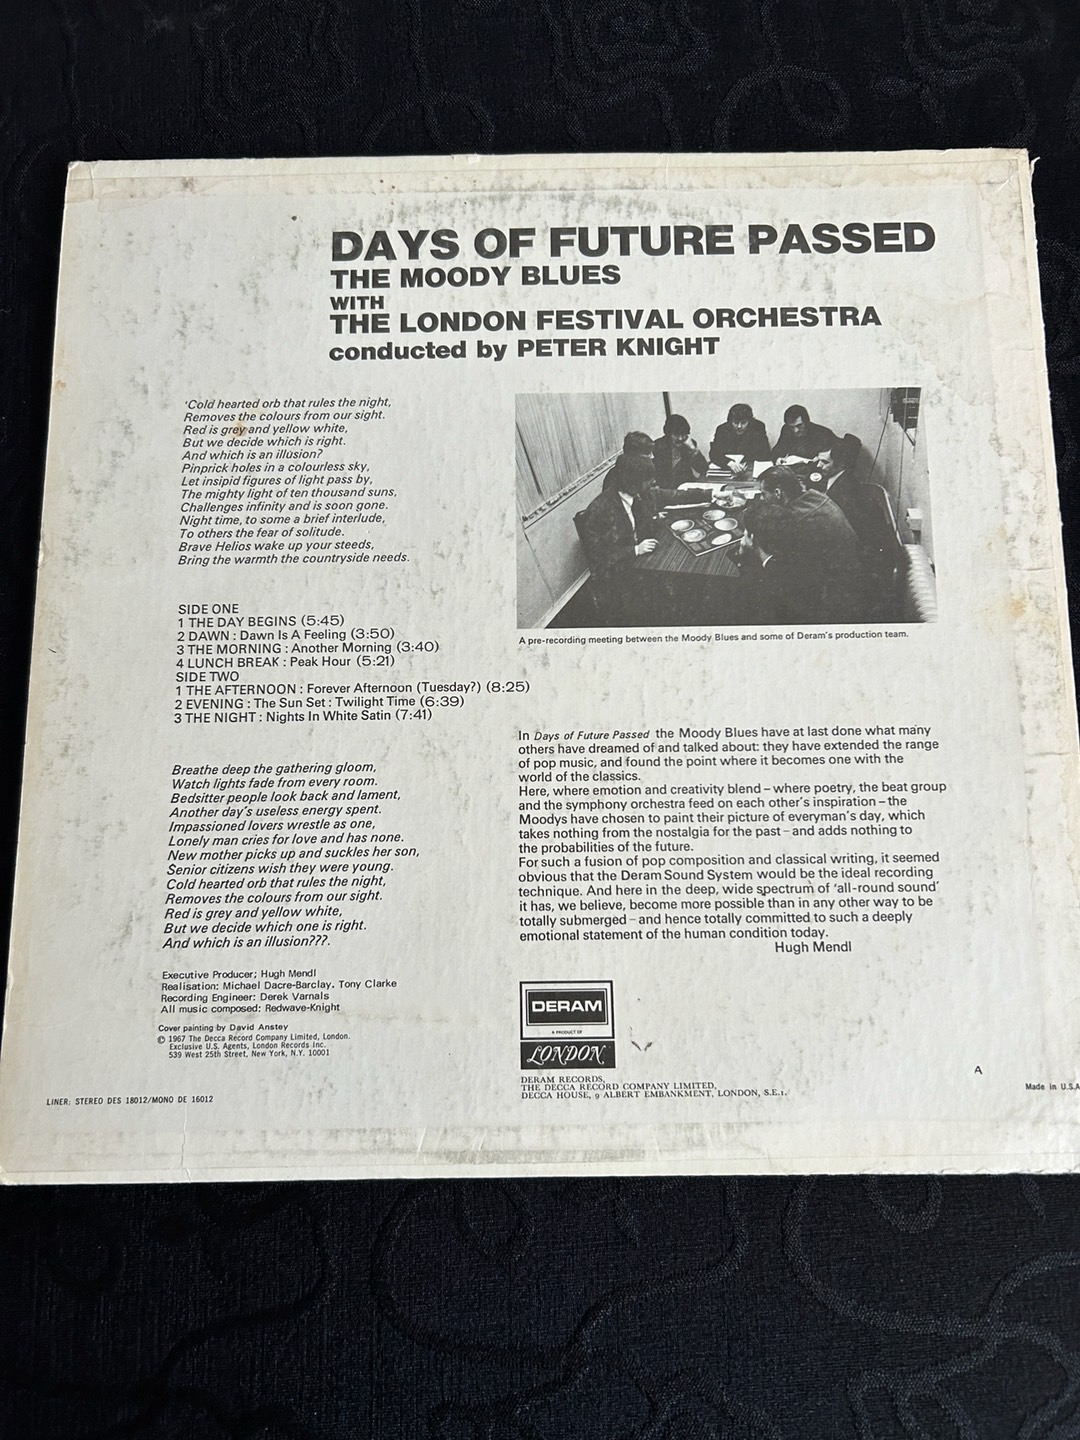 DAYS OF FUTURE PASSED
THE MOODY BLUES
WITH
THE LONDON FESTIVAL ORCHESTRA
conducted by PETER KNIGHT
'Cold hearted orb that rules the night,
Removes the colours from our sight.
Red is grey and yellow white,
But we decide which is right.
And which is an illusion?
Pinprick holes in a colourless sky,
Let insipid figures of light pass by,
The mighty light of ten thousand suns,
Challenges infinity and is soon gone.
Night time, to some a brief interlude,
To others the fear of solitude.
Brave Helios wake up your steeds,
Bring the warmth the countryside needs.
A pre-recording meeting between the Moody Blues and some of Deram's production team.
SIDE ONE
1 THE DAY BEGINS (5:45)
2 DAWN : Dawn Is A Feeling (3:50)
3 THE MORNING : Another Morning (3:40)
4 LUNCH BREAK : Peak Hour (5:21)
SIDE TWO
1 THE AFTERNOON : Forever Afternoon (Tuesday?) (8:25)
2 EVENING : The Sun Set : Twilight Time (6:39)
3 THE NIGHT : Nights In White Satin (7:41)
Breathe deep the gathering gloom,
Watch lights fade from every room.
Bedsitter people look back and lament,
Another day's useless energy spent.
Impassioned lovers wrestle as one,
Lonely man cries for love and has none.
New mother picks up and suckles her son,
Senior citizens wish they were young.
Cold hearted orb that rules the night,
Removes the colours from our sight.
Red is grey and yellow white,
But we decide which one is right.
And which is an illusion???.
In Days of Future Passed the Moody Blues have at last done what many
others have dreamed of and talked about: they have extended the range
of pop music, and found the point where it becomes one with the
world of the classics.
Here, where emotion and creativity blend – where poetry, the beat group
and the symphony orchestra feed on each other's inspiration – the
Moodys have chosen to paint their picture of everyman's day, which
takes nothing from the nostalgia for the past – and adds nothing to
the probabilities of the future.
For such a fusion of pop composition and classical writing, it seemed
obvious that the Deram Sound System would be the ideal recording
technique. And here in the deep, wide spectrum of 'all-round sound'
it has, we believe, become more possible than in any other way to be
totally submerged – and hence totally committed to such a deeply
emotional statement of the human condition today.
Hugh Mendl
Executive Producer; Hugh Mendl
Realisation: Michael Dacre-Barclay. Tony Clarke
Recording Engineer: Derek Varnals
All music composed: Redwave-Knight
Cover painting by David Anstey
© 1967 The Decca Record Company Limited, London.
Exclusive U.S. Agents, London Records Inc.
539 West 25th Street, New York, N.Y. 10001
DERAM
A PRODUCT OF
LONDON
DERAM RECORDS,
THE DECCA RECORD COMPANY LIMITED,
DECCA HOUSE, 9 ALBERT EMBANKMENT, LONDON, S.E.1.
A
Made in U.S.A
LINER: STEREO DES 18012/MONO DE 16012